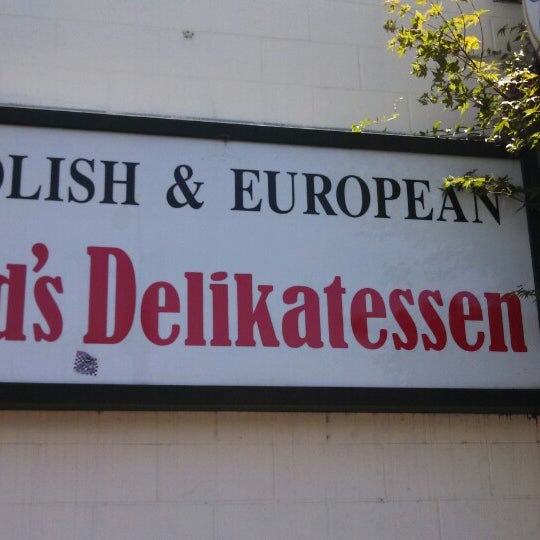 OLISH & EUROPEAN
d's Delikatessen